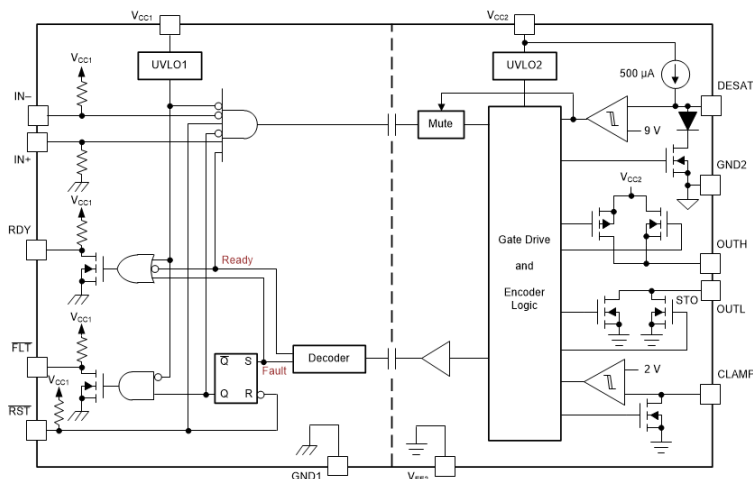 VCC1
VCC2
VCC1
UVLO1
UVLO2
500 µA
DESAT
IN–
Mute
9 V
IN+
GND2
VCC1
VCC2
RDY
Gate Drive
and
Encoder
Logic
Ready
OUTH
OUTL
STO
VCC1
FLT
Decoder
Q S
Fault
2 V
CLAMP
VCC1
Q R
RST
GND1